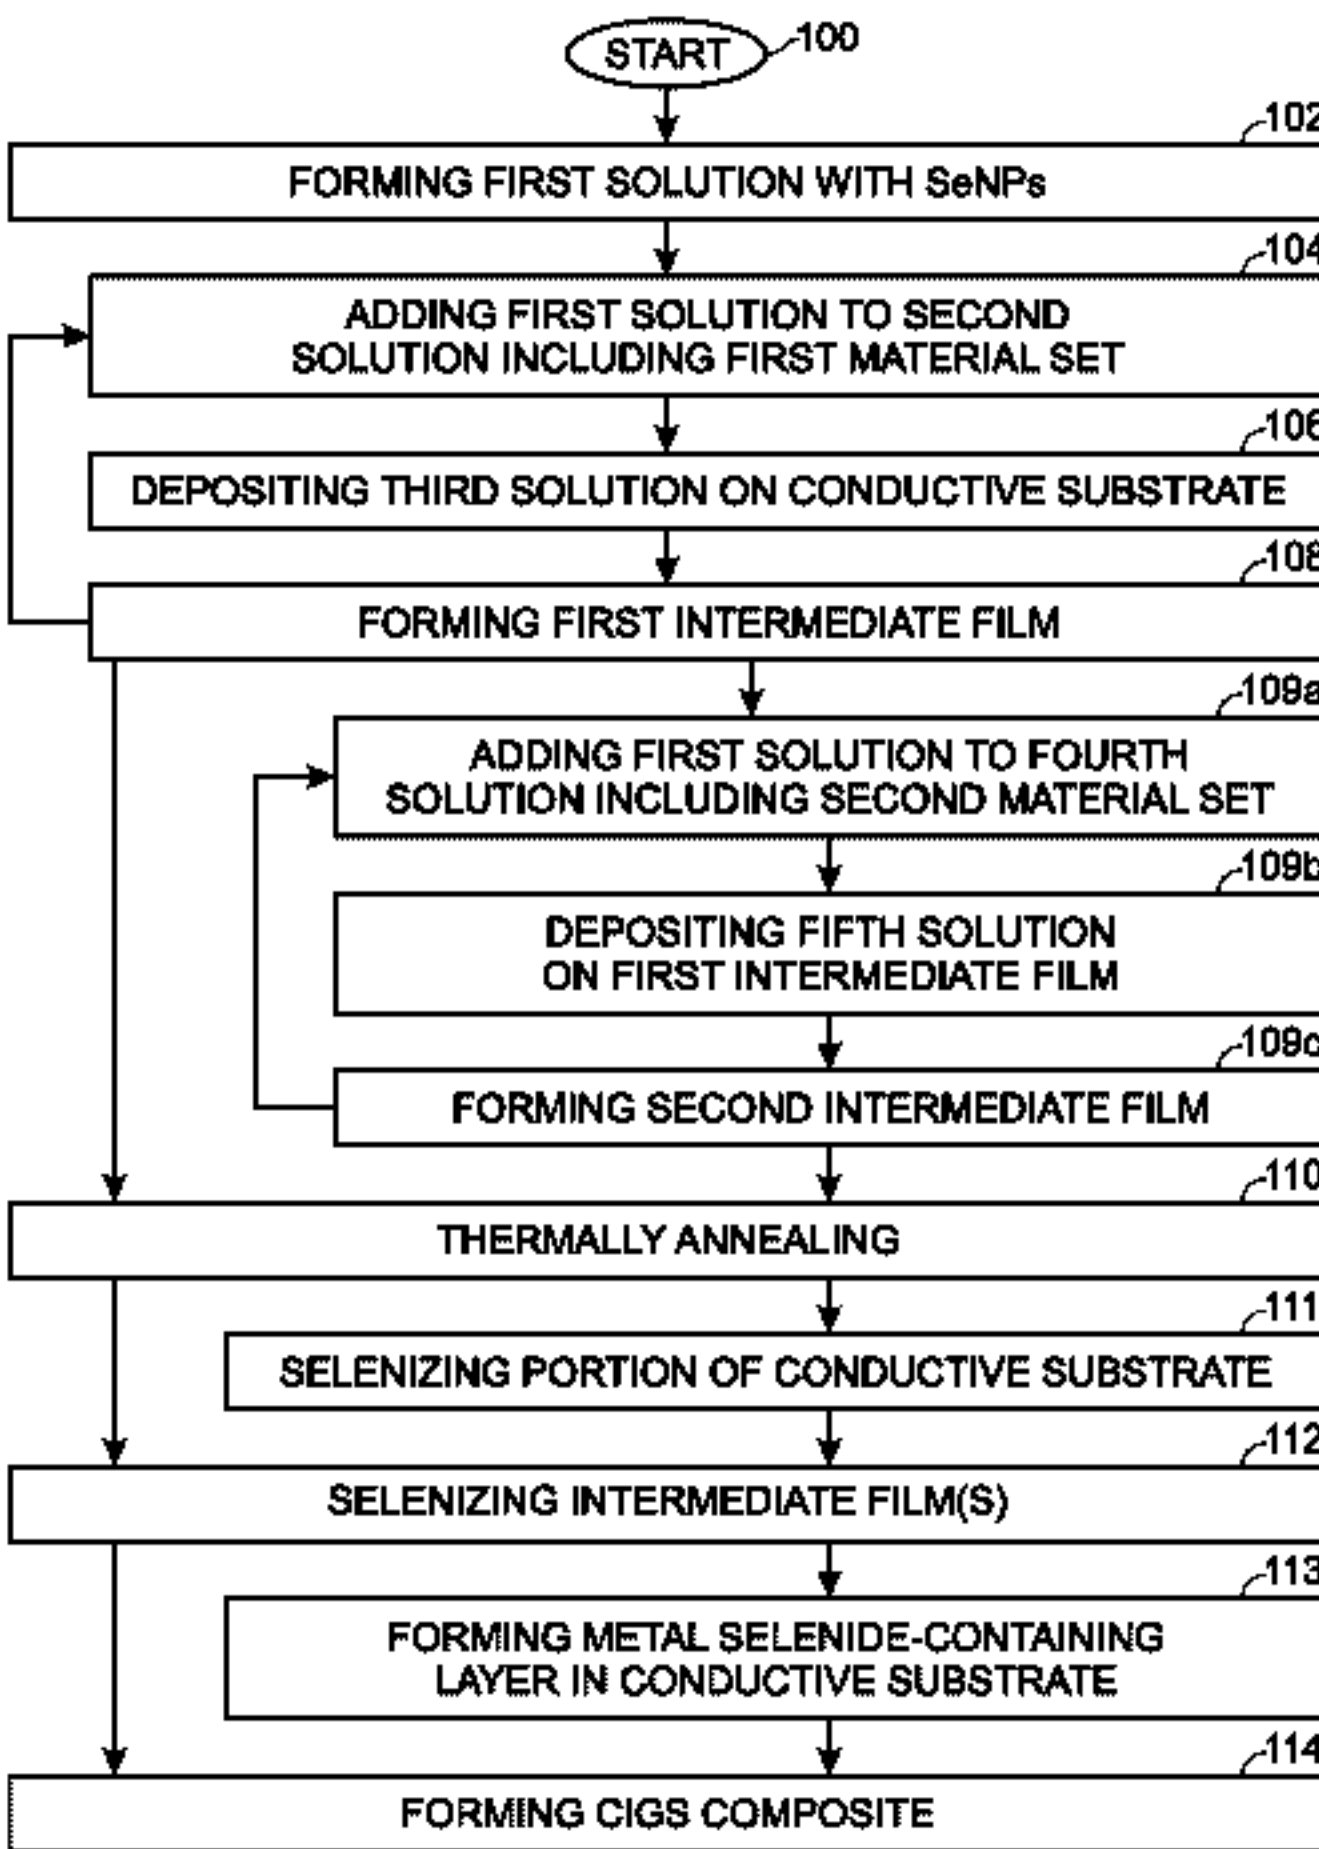 START
100
102
FORMING FIRST SOLUTION WITH SeNPs
104
ADDING FIRST SOLUTION TO SECOND
SOLUTION INCLUDING FIRST MATERIAL SET
106
DEPOSITING THIRD SOLUTION ON CONDUCTIVE SUBSTRATE
108
FORMING FIRST INTERMEDIATE FILM
109a
ADDING FIRST SOLUTION TO FOURTH
SOLUTION INCLUDING SECOND MATERIAL SET
109b
DEPOSITING FIFTH SOLUTION
ON FIRST INTERMEDIATE FILM
109c
FORMING SECOND INTERMEDIATE FILM
110
THERMALLY ANNEALING
111
SELENIZING PORTION OF CONDUCTIVE SUBSTRATE
112
SELENIZING INTERMEDIATE FILM(S)
113
FORMING METAL SELENIDE-CONTAINING
LAYER IN CONDUCTIVE SUBSTRATE
114
FORMING CIGS COMPOSITE